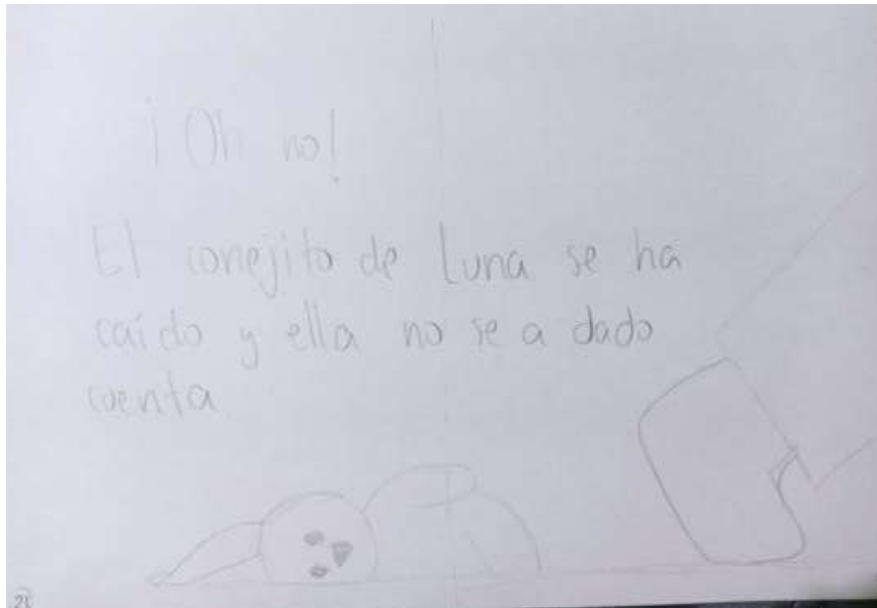 ¡Oh no!
El conejito de Luna se ha
caído y ella no se a dado
cuenta